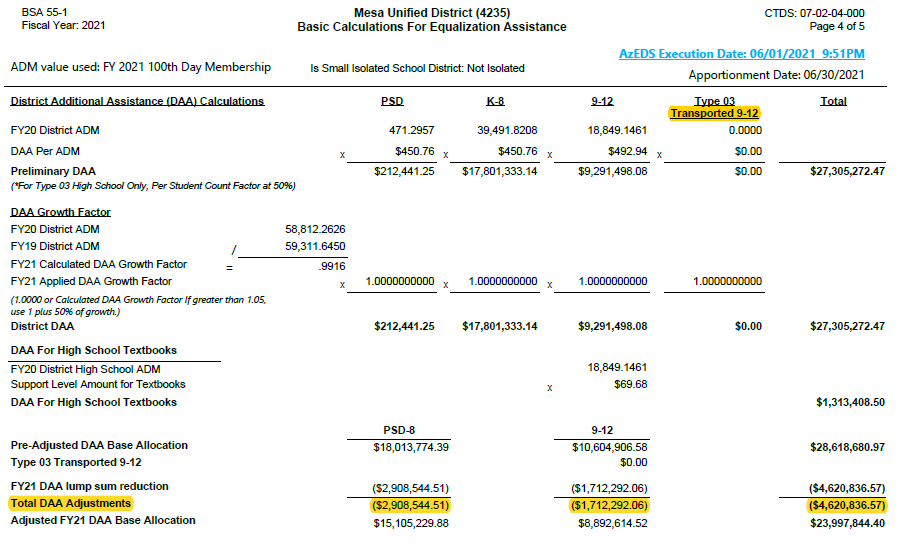 BSA 55-1 Mesa Unified District (4235) CTDS: 07-02-04-000
Fiscal Year: 2021 Basic Calculations For Equalization Assistance Page 4 of 5
AzEDS Execution Date: 06/01/2021 9:51PM
ADM value used: FY 2021 100th Day Membership Is Small Isolated School District: Not Isolated
Apportionment Date: 06/30/2021
District Additional Assistance (DAA) Calculations PSD K-8 9-12 Type 03 Total
Transported 9-12
FY20 District ADM 471.2957 39,491.8208 18,849.1461 0.0000
DAA Per ADM x $450.76 x $450.76 x $492.94 x $0.00
Preliminary DAA $212,441.25 $17,801,333.14 $9,291,498.08 $0.00 $27,305,272.47
(*For Type 03 High School Only, Per Student Count Factor at 50%)
DAA Growth Factor
FY20 District ADM 58,812.2626
FY19 District ADM / 59,311.6450
FY21 Calculated DAA Growth Factor = .9916
FY21 Applied DAA Growth Factor x 1.0000000000 x 1.0000000000 x 1.0000000000 1.0000000000
(1.0000 or Calculated DAA Growth Factor If greater than 1.05,
use 1 plus 50% of growth.)
District DAA $212,441.25 $17,801,333.14 $9,291,498.08 $0.00 $27,305,272.47
DAA For High School Textbooks
FY20 District High School ADM 18,849.1461
Support Level Amount for Textbooks x $69.68
DAA For High School Textbooks $1,313,408.50
PSD-8 9-12
Pre-Adjusted DAA Base Allocation $18,013,774.39 $10,604,906.58 $28,618,680.97
Type 03 Transported 9-12 $0.00
FY21 DAA lump sum reduction ($2,908,544.51) ($1,712,292.06) ($4,620,836.57)
Total DAA Adjustments ($2,908,544.51) ($1,712,292.06) ($4,620,836.57)
Adjusted FY21 DAA Base Allocation $15,105,229.88 $8,892,614.52 $23,997,844.40